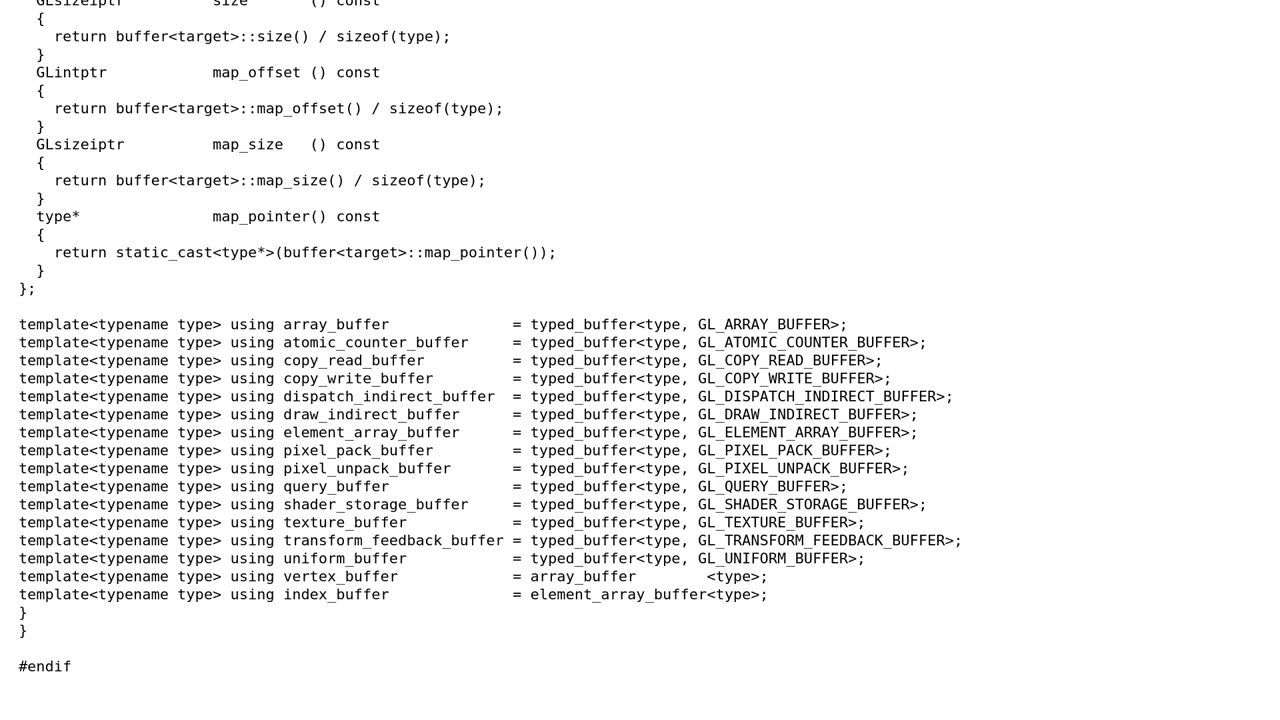 GLsizeiptr          size       () const
  {
    return buffer<target>::size() / sizeof(type);
  }
  GLintptr            map_offset () const
  {
    return buffer<target>::map_offset() / sizeof(type);
  }
  GLsizeiptr          map_size   () const
  {
    return buffer<target>::map_size() / sizeof(type);
  }
  type*               map_pointer() const
  {
    return static_cast<type*>(buffer<target>::map_pointer());
  }
};

template<typename type> using array_buffer              = typed_buffer<type, GL_ARRAY_BUFFER>;
template<typename type> using atomic_counter_buffer     = typed_buffer<type, GL_ATOMIC_COUNTER_BUFFER>;
template<typename type> using copy_read_buffer          = typed_buffer<type, GL_COPY_READ_BUFFER>;
template<typename type> using copy_write_buffer         = typed_buffer<type, GL_COPY_WRITE_BUFFER>;
template<typename type> using dispatch_indirect_buffer  = typed_buffer<type, GL_DISPATCH_INDIRECT_BUFFER>;
template<typename type> using draw_indirect_buffer      = typed_buffer<type, GL_DRAW_INDIRECT_BUFFER>;
template<typename type> using element_array_buffer      = typed_buffer<type, GL_ELEMENT_ARRAY_BUFFER>;
template<typename type> using pixel_pack_buffer         = typed_buffer<type, GL_PIXEL_PACK_BUFFER>;
template<typename type> using pixel_unpack_buffer       = typed_buffer<type, GL_PIXEL_UNPACK_BUFFER>;
template<typename type> using query_buffer              = typed_buffer<type, GL_QUERY_BUFFER>;
template<typename type> using shader_storage_buffer     = typed_buffer<type, GL_SHADER_STORAGE_BUFFER>;
template<typename type> using texture_buffer            = typed_buffer<type, GL_TEXTURE_BUFFER>;
template<typename type> using transform_feedback_buffer = typed_buffer<type, GL_TRANSFORM_FEEDBACK_BUFFER>;
template<typename type> using uniform_buffer            = typed_buffer<type, GL_UNIFORM_BUFFER>;
template<typename type> using vertex_buffer             = array_buffer        <type>;
template<typename type> using index_buffer              = element_array_buffer<type>;
}
}

#endif